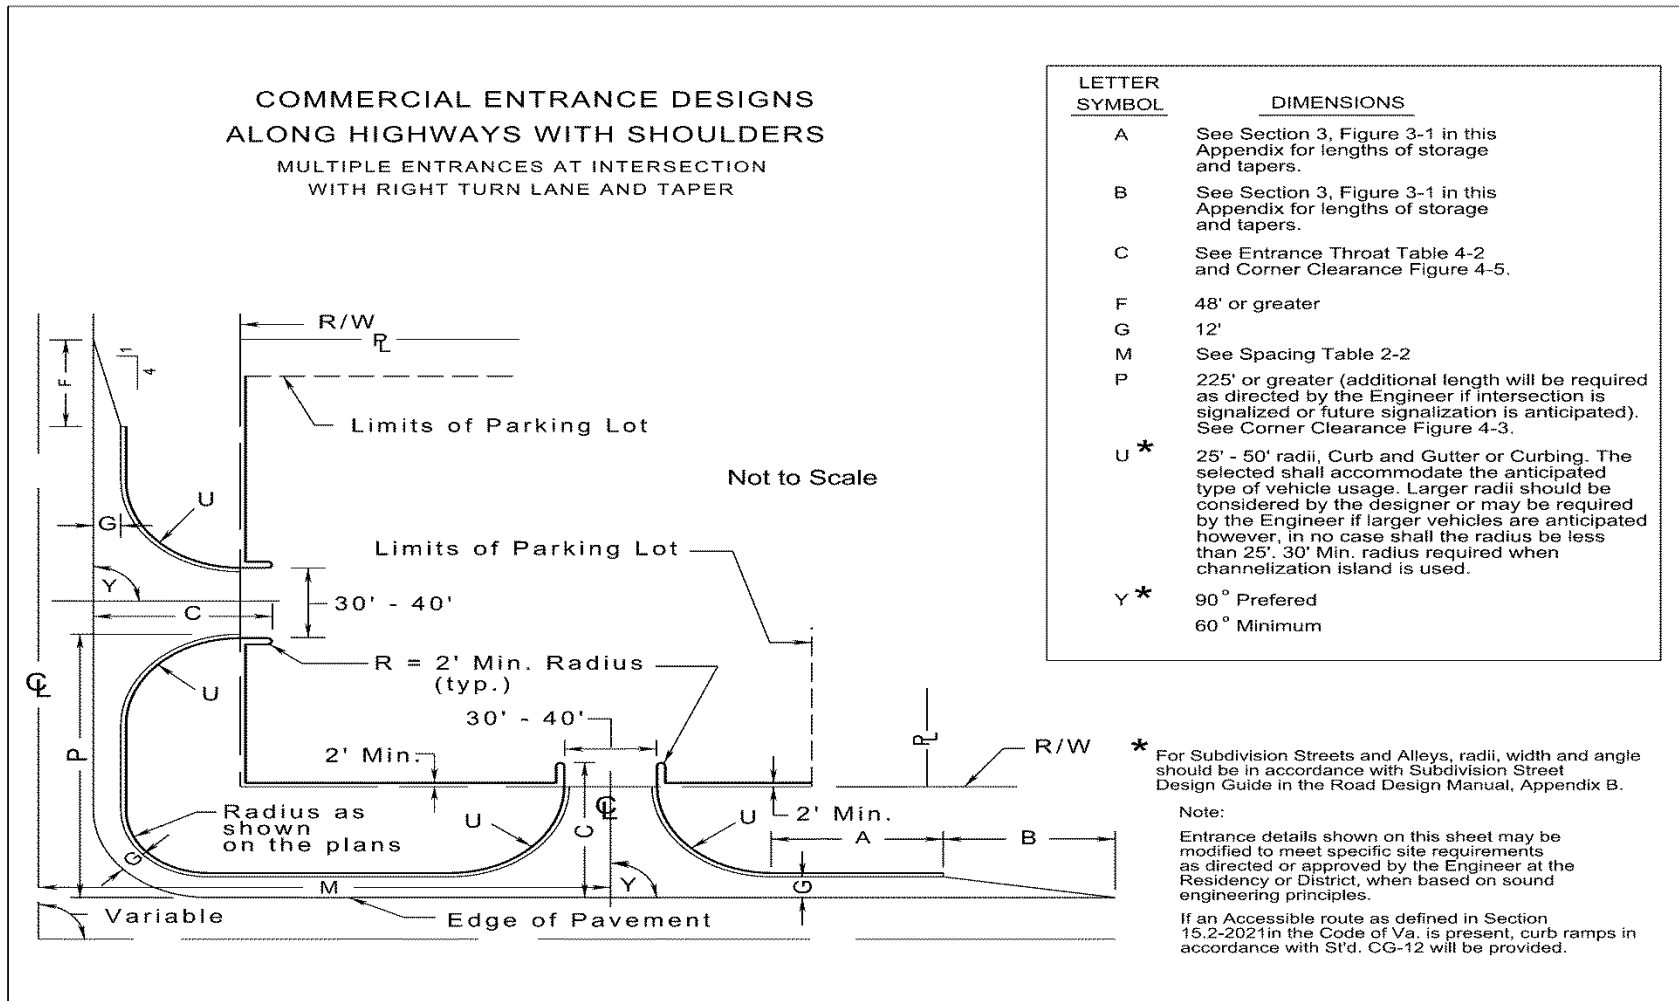 COMMERCIAL ENTRANCE DESIGNS
ALONG HIGHWAYS WITH SHOULDERS
MULTIPLE ENTRANCES AT INTERSECTION
WITH RIGHT TURN LANE AND TAPER
LETTER
SYMBOL
DIMENSIONS
A
See Section 3, Figure 3-1 in this
Appendix for lengths of storage
and tapers.
B
See Section 3, Figure 3-1 in this
Appendix for lengths of storage
and tapers.
C
See Entrance Throat Table 4-2
and Corner Clearance Figure 4-5.
F
48' or greater
G
12'
M
See Spacing Table 2-2
P
225' or greater (additional length will be required
as directed by the Engineer if intersection is
signalized or future signalization is anticipated).
See Corner Clearance Figure 4-3.
U *
25' - 50' radii, Curb and Gutter or Curbing. The
selected shall accommodate the anticipated
type of vehicle usage. Larger radii should be
considered by the designer or may be required
by the Engineer if larger vehicles are anticipated
however, in no case shall the radius be less
than 25'. 30' Min. radius required when
channelization island is used.
Y *
90° Prefered
60° Minimum
R/W
PL
F
1
4
Limits of Parking Lot
Not to Scale
U
G
Limits of Parking Lot
Y
C
30' - 40'
R = 2' Min. Radius
(typ.)
U
CL
30' - 40'
P
2' Min.
PL
R/W
Radius as
shown
on the plans
U
CL
C
U
2' Min.
A
B
G
M
Y
G
Variable
Edge of Pavement
* For Subdivision Streets and Alleys, radii, width and angle
should be in accordance with Subdivision Street
Design Guide in the Road Design Manual, Appendix B.
Note:
Entrance details shown on this sheet may be
modified to meet specific site requirements
as directed or approved by the Engineer at the
Residency or District, when based on sound
engineering principles.
If an Accessible route as defined in Section
15.2-2021in the Code of Va. is present, curb ramps in
accordance with St'd. CG-12 will be provided.